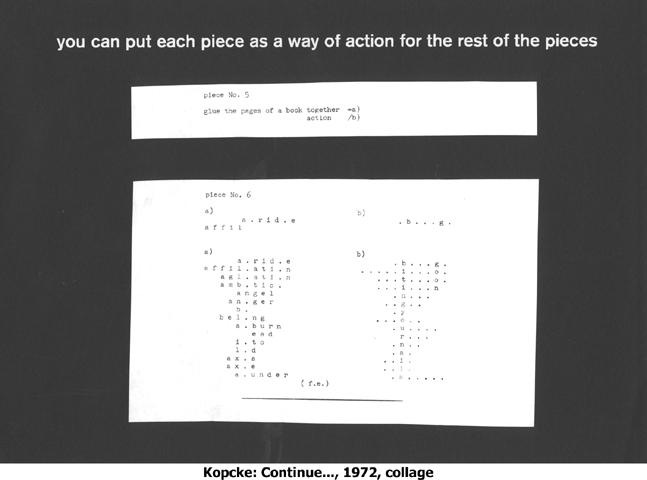 you can put each piece as a way of action for the rest of the pieces
piece No. 5
glue the pages of a book together =a)
action /b)
piece No. 6
a)
a . r i d . e
a f f i l
b)
. b . . . g .
a)
a . r i d . e
a f f i l . a t i . n
a g i . a t i . n
a m b . t i c .
a n g e l
a n . g e r
b .
b e l . n g
a . b u r n
e a d
i . t o
l . d
a x . s
a x . e
a . u n d e r
( f.e.)
b)
. b . . . g .
. . . . . i . o .
. . . t . . o .
. . . . i . . n
. n . . .
. . g . .
. y
. . . o . .
. u . . . .
r . . .
. n . .
. a .
. . i .
. . i .
. s . . . . .
Kopcke: Continue..., 1972, collage